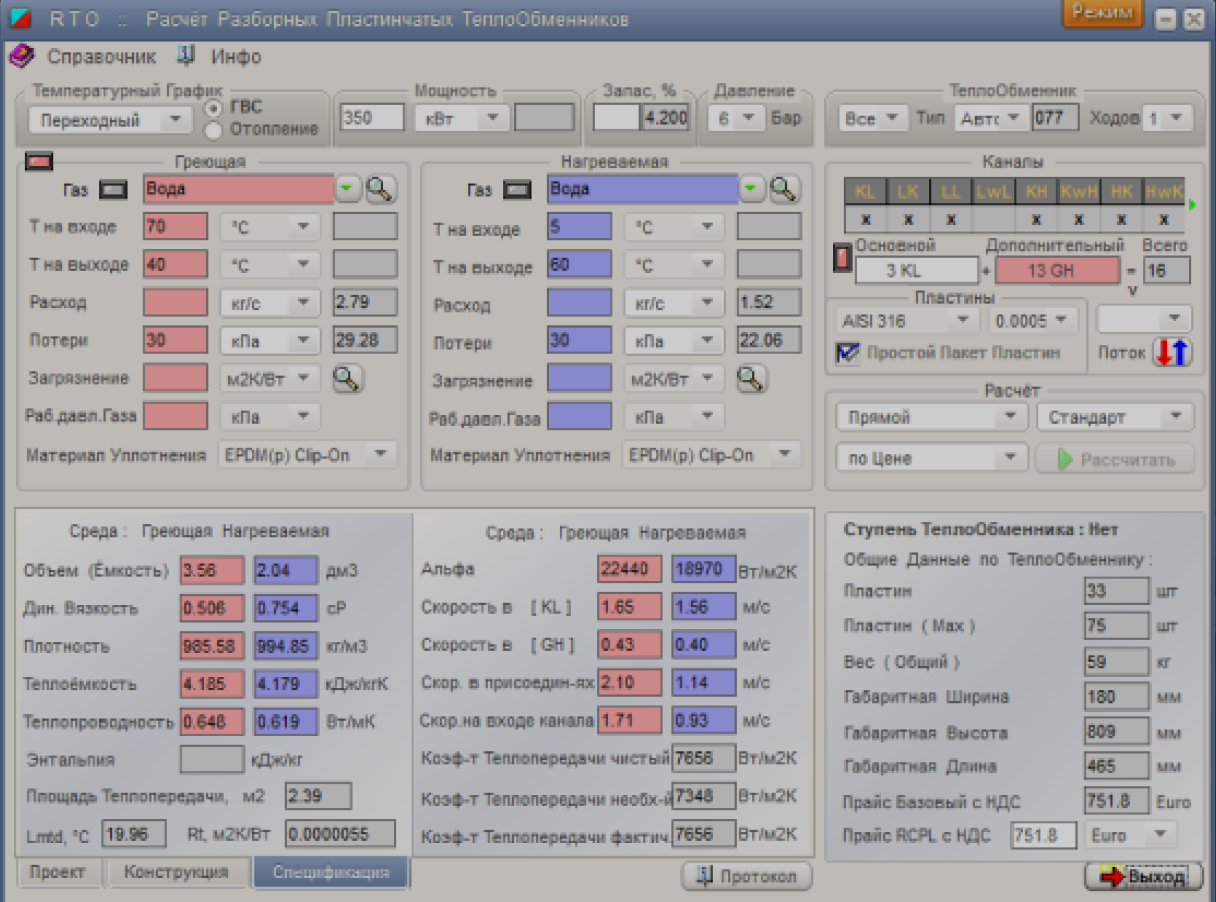 RTO :: Расчёт Разборных Пластинчатых ТеплоОбменников Режим
Справочник Инфо
Температурный График
Переходный ГВС
Отопление
Мощность
350 кВт
Запас, %
4.200
Давление
6 Бар
ТеплоОбменник
Все Тип Авто 077 Ходов 1
Греющая
Газ Вода
Т на входе 70 °C
Т на выходе 40 °C
Расход кг/с 2.79
Потери 30 кПа 29.28
Загрязнение м2К/Вт
Раб.давл.Газа кПа
Материал Уплотнения EPDM(p) Clip-On
Нагреваемая
Газ Вода
Т на входе 5 °C
Т на выходе 60 °C
Расход кг/с 1.52
Потери 30 кПа 22.06
Загрязнение м2К/Вт
Раб.давл.Газа кПа
Материал Уплотнения EPDM(p) Clip-On
Каналы
KL LK LL LwL KH KwH HK HwK
x x x x x x x
Основной Дополнительный Всего
3 KL + 13 GH = 16
v
Пластины
AISI 316 0.0005
Простой Пакет Пластин Поток
Расчёт
Прямой Стандарт
по Цене Рассчитать
Среда : Греющая Нагреваемая
Объем (Ёмкость) 3.56 2.04 дм3
Дин. Вязкость 0.506 0.754 cP
Плотность 985.58 994.85 кг/м3
Теплоёмкость 4.185 4.179 кДж/кгК
Теплопроводность 0.648 0.619 Вт/мК
Энтальпия кДж/кг
Площадь Теплопередачи, м2 2.39
Lmtd, °C 19.96 Rt, м2К/Вт 0.0000055
Среда : Греющая Нагреваемая
Альфа 22440 18970 Вт/м2К
Скорость в [ KL ] 1.65 1.56 м/с
Скорость в [ GH ] 0.43 0.40 м/с
Скор. в присоедин-ях 2.10 1.14 м/с
Скор.на входе канала 1.71 0.93 м/с
Коэф-т Теплопередачи чистый 7656 Вт/м2К
Коэф-т Теплопередачи необх-й 7348 Вт/м2К
Коэф-т Теплопередачи фактич. 7656 Вт/м2К
Ступень ТеплоОбменника : Нет
Общие Данные по ТеплоОбменнику :
Пластин 33 шт
Пластин ( Max ) 75 шт
Вес ( Общий ) 59 кг
Габаритная Ширина 180 мм
Габаритная Высота 809 мм
Габаритная Длина 465 мм
Прайс Базовый с НДС 751.8 Euro
Прайс RCPL с НДС 751.8 Euro
Проект Конструкция Спецификация Протокол Выход